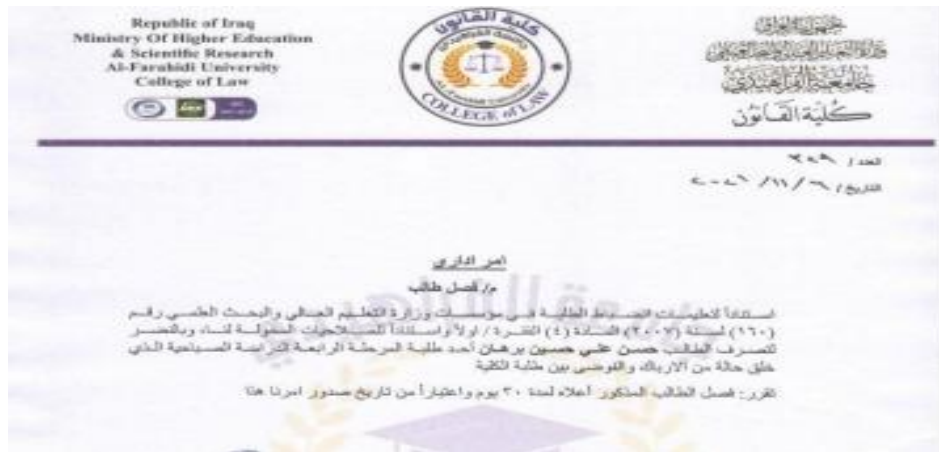 Republic of Iraq
Ministry Of Higher Education
& Scientific Research
Al-Farahidi University
College of Law
كلية القانون
COLLEGE of LAW
جمهورية العراق
وزارة التعليم العالي والبحث العلمي
جامعة الفراهيدي
كلية القانون
العدد/ ٣٨٩
التاريخ/
امر اداري
م/ فصل طالب
استناداً لتعليمات انضباط الطلبة في مؤسسات وزارة التعليم العالي والبحث العلمي رقم
(١٦٠) لسنة (٢٠٠٧) المادة (٤) الفقرة / اولاً واستناداً للصلاحيات المخولة لنا، وبالنضر
لتصرف الطالب حسن علي حسين برهان أحد طلبة المرحلة الرابعة الدراسة الصباحية الذي
خلق حالة من الارباك والفوضى بين طلبة الكلية
تقرر: فصل الطالب المذكور أعلاه لمدة ٣٠ يوم واعتباراً من تاريخ صدور امرنا هذا